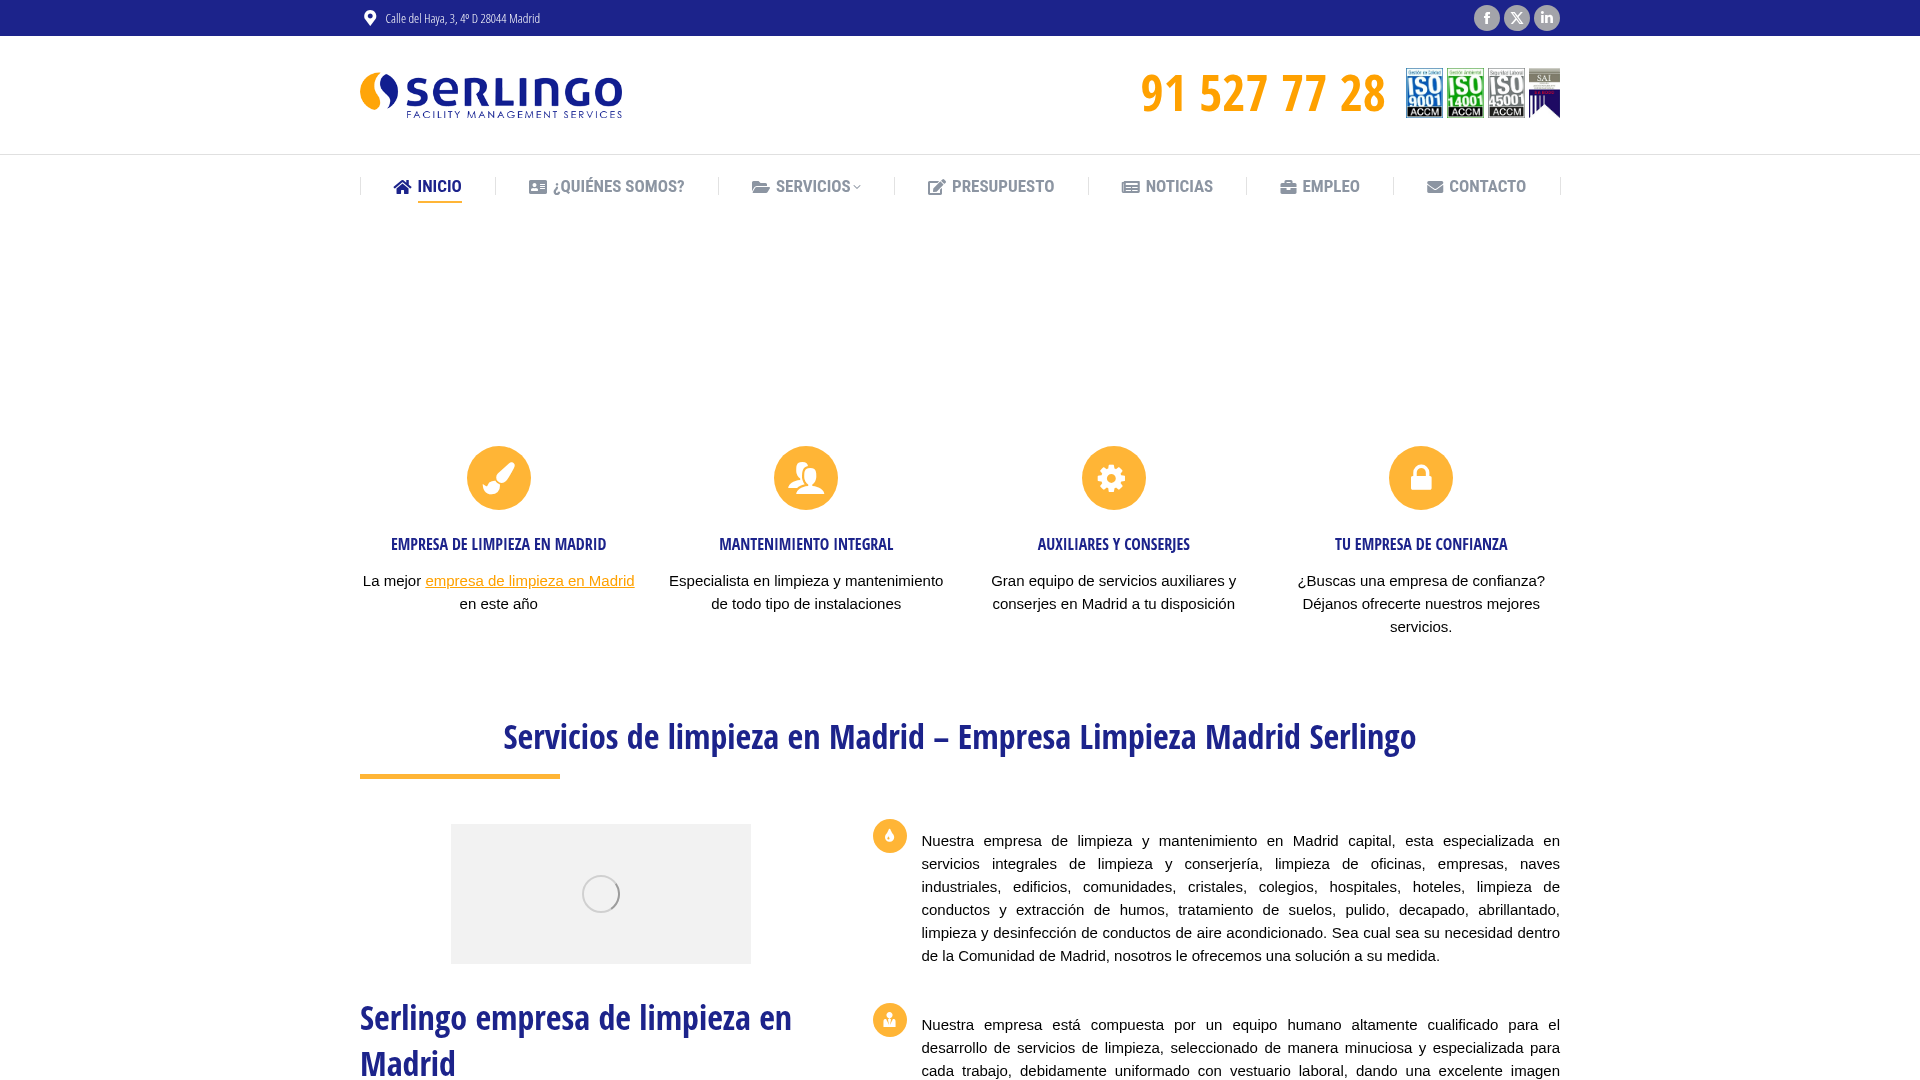 Calle del Haya, 3, 4º D 28044 Madrid
SERLINGO
FACILITY MANAGEMENT SERVICES
91 527 77 28
ISO 9001 ACCM
ISO 14001 ACCM
ISO 45001 ACCM
SAI
INICIO
¿QUIÉNES SOMOS?
SERVICIOS
PRESUPUESTO
NOTICIAS
EMPLEO
CONTACTO
EMPRESA DE LIMPIEZA EN MADRID
La mejor empresa de limpieza en Madrid
en este año
MANTENIMIENTO INTEGRAL
Especialista en limpieza y mantenimiento
de todo tipo de instalaciones
AUXILIARES Y CONSERJES
Gran equipo de servicios auxiliares y
conserjes en Madrid a tu disposición
TU EMPRESA DE CONFIANZA
¿Buscas una empresa de confianza?
Déjanos ofrecerte nuestros mejores
servicios.
Servicios de limpieza en Madrid – Empresa Limpieza Madrid Serlingo
Nuestra empresa de limpieza y mantenimiento en Madrid capital, esta especializada en
servicios integrales de limpieza y conserjería, limpieza de oficinas, empresas, naves
industriales, edificios, comunidades, cristales, colegios, hospitales, hoteles, limpieza de
conductos y extracción de humos, tratamiento de suelos, pulido, decapado, abrillantado,
limpieza y desinfección de conductos de aire acondicionado. Sea cual sea su necesidad dentro
de la Comunidad de Madrid, nosotros le ofrecemos una solución a su medida.
Serlingo empresa de limpieza en
Madrid
Nuestra empresa está compuesta por un equipo humano altamente cualificado para el
desarrollo de servicios de limpieza, seleccionado de manera minuciosa y especializada para
cada trabajo, debidamente uniformado con vestuario laboral, dando una excelente imagen